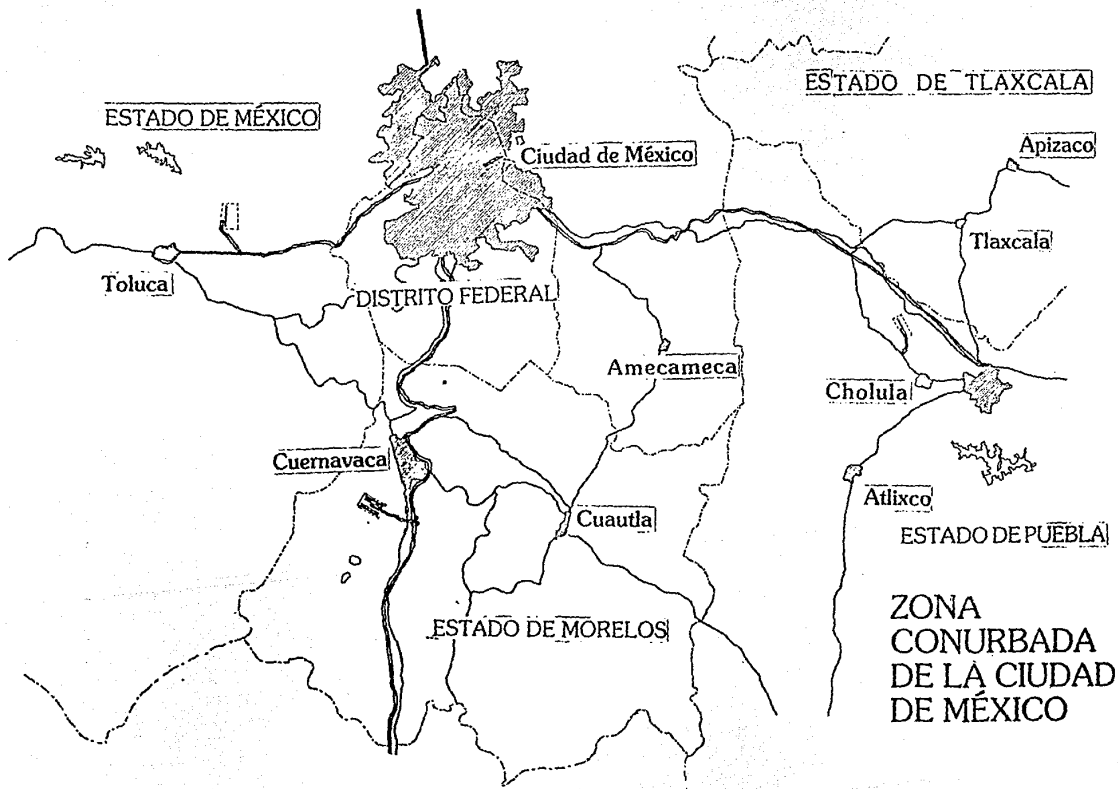 ESTADO DE TLAXCALA
ESTADO DE MÉXICO
Ciudad de México
Apizaco
Tlaxcala
Toluca
DISTRITO FEDERAL
Amecameca
Cholula
Cuernavaca
Atlixco
Cuautla
ESTADO DE PUEBLA
ESTADO DE MORELOS
ZONA
CONURBADA
DE LA CIUDAD
DE MÉXICO